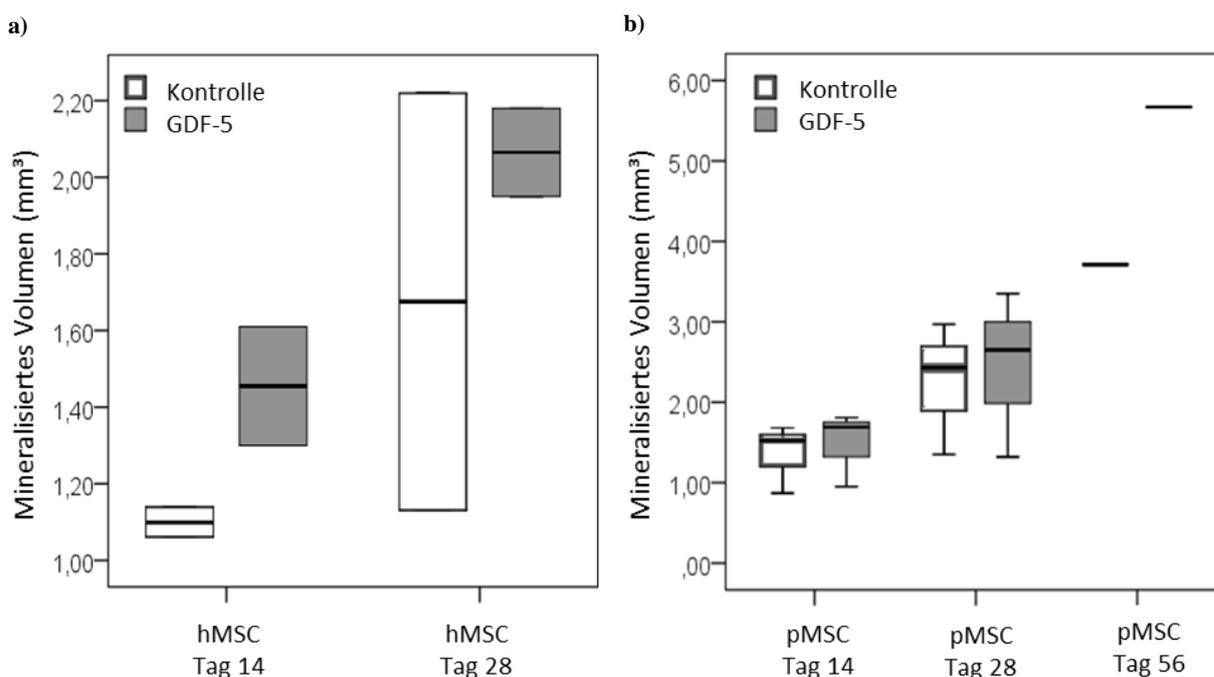 a)
Kontrolle
GDF-5
Mineralisiertes Volumen (mm³)
2,20
2,00
1,80
1,60
1,40
1,20
1,00
hMSC
Tag 14
hMSC
Tag 28
b)
Kontrolle
GDF-5
Mineralisiertes Volumen (mm³)
6,00
5,00
4,00
3,00
2,00
1,00
,00
pMSC
Tag 14
pMSC
Tag 28
pMSC
Tag 56